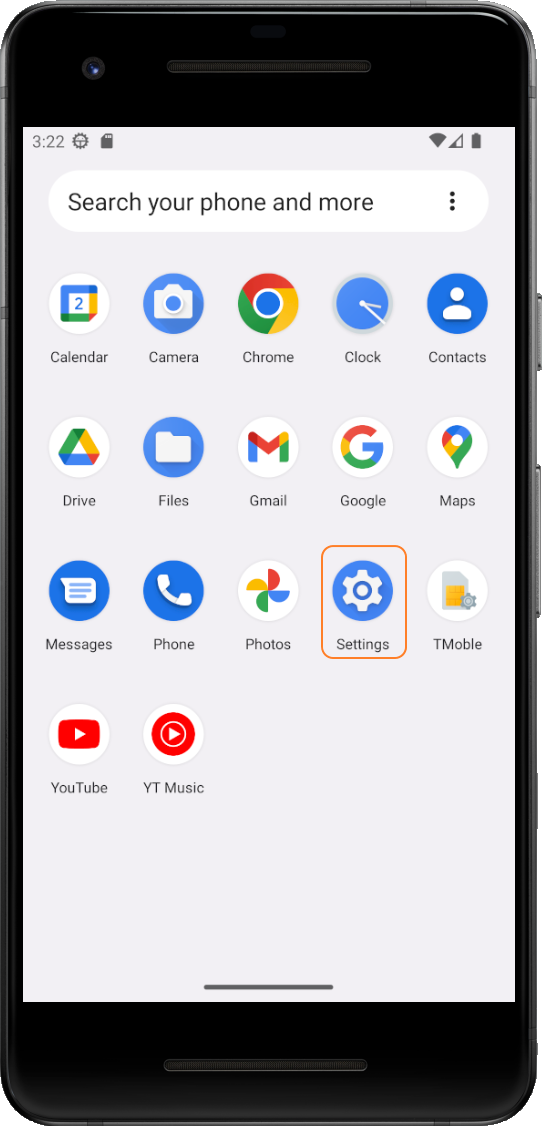 3:22
Search your phone and more
2
Calendar Camera Chrome Clock Contacts
Drive Files Gmail Google Maps
Messages Phone Photos Settings TMoble
YouTube YT Music